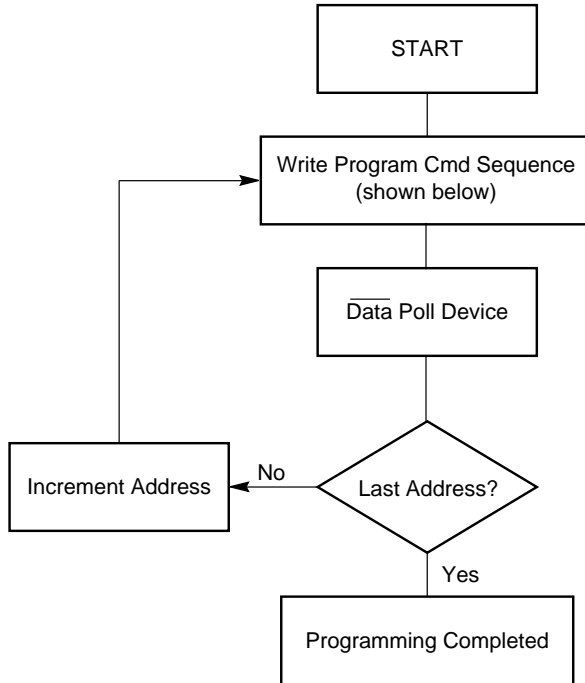 START
Write Program Cmd Sequence
(shown below)
Data Poll Device
Last Address?
No
Increment Address
Yes
Programming Completed